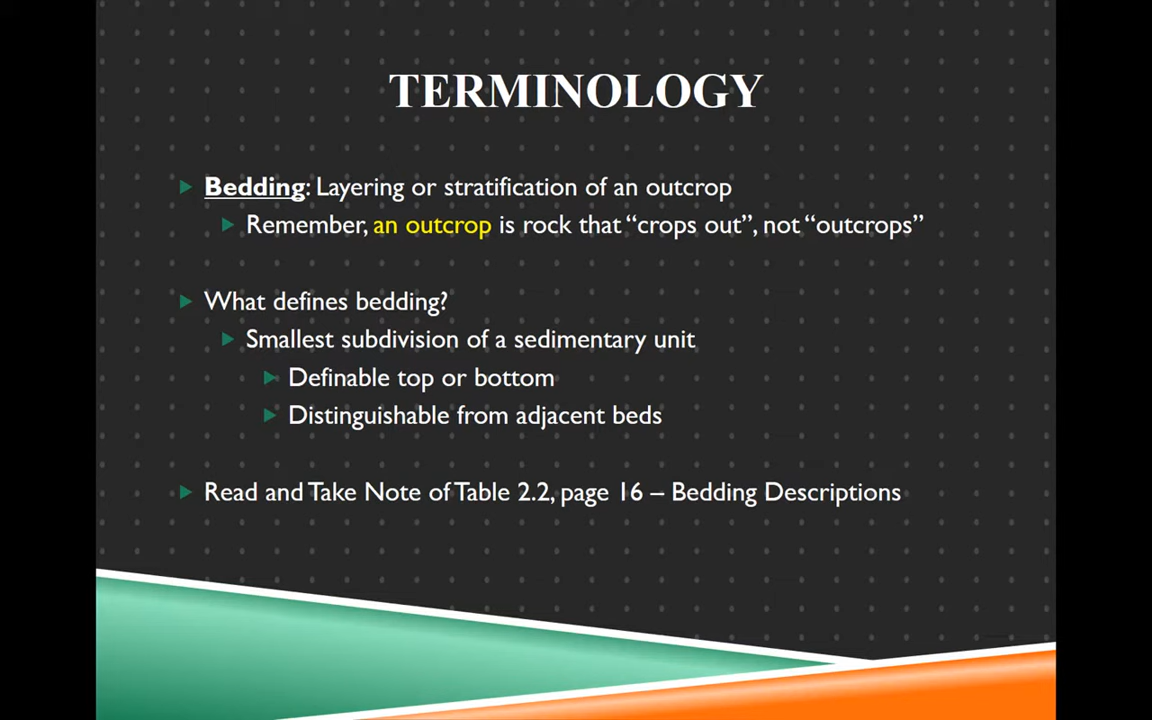 TERMINOLOGY
Bedding: Layering or stratification of an outcrop
Remember, an outcrop is rock that “crops out”, not “outcrops”
What defines bedding?
Smallest subdivision of a sedimentary unit
Definable top or bottom
Distinguishable from adjacent beds
Read and Take Note of Table 2.2, page 16 – Bedding Descriptions